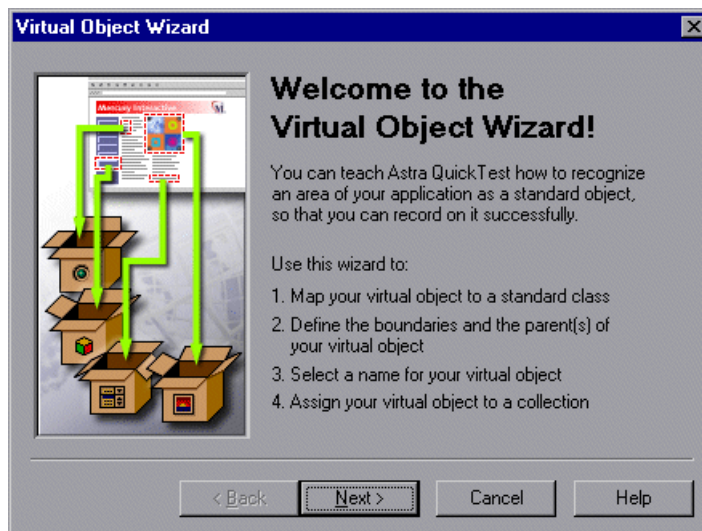 Virtual Object Wizard
Mercury Interactive
Welcome to the
Virtual Object Wizard!
You can teach Astra QuickTest how to recognize
an area of your application as a standard object,
so that you can record on it successfully.
Use this wizard to:
1. Map your virtual object to a standard class
2. Define the boundaries and the parent(s) of
your virtual object
3. Select a name for your virtual object
4. Assign your virtual object to a collection
< Back
Next >
Cancel
Help